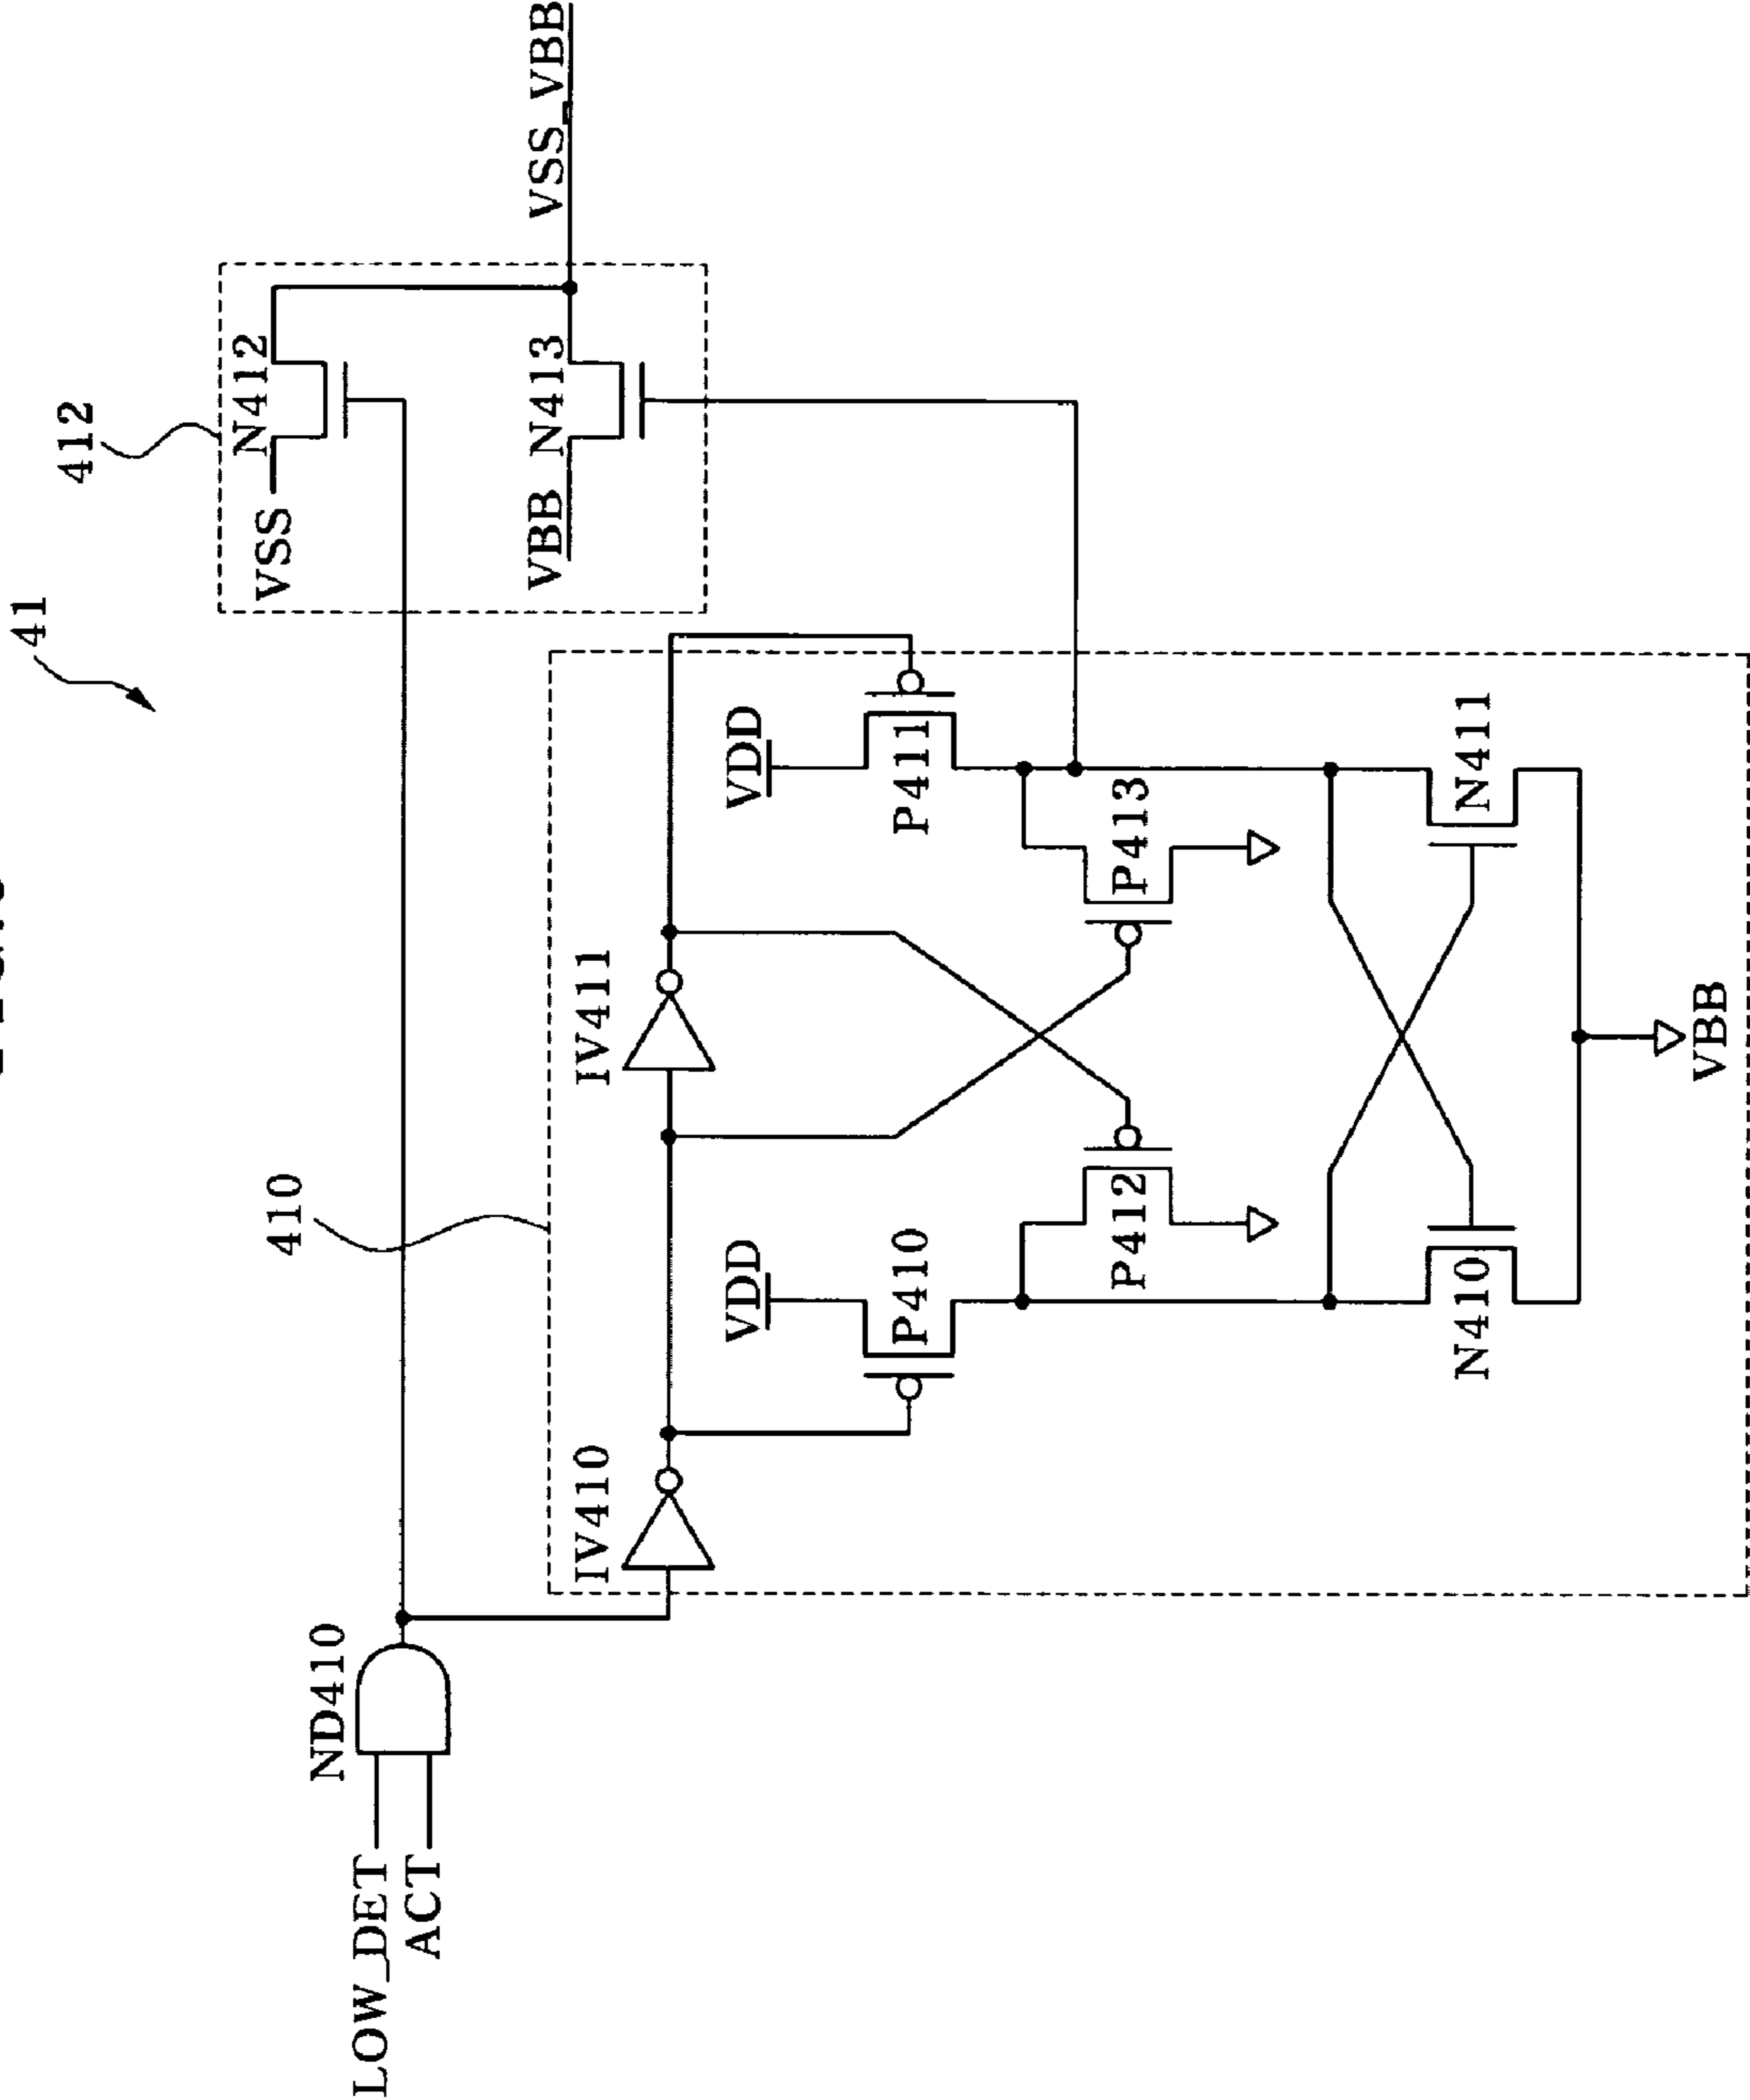 41
412
VSS
N412
VBB
N413
VSS_VBB
LOW_DET
ACT
ND410
410
IV410
IV411
VDD
P410
VDD
P411
P412
P413
N410
N411
VBB